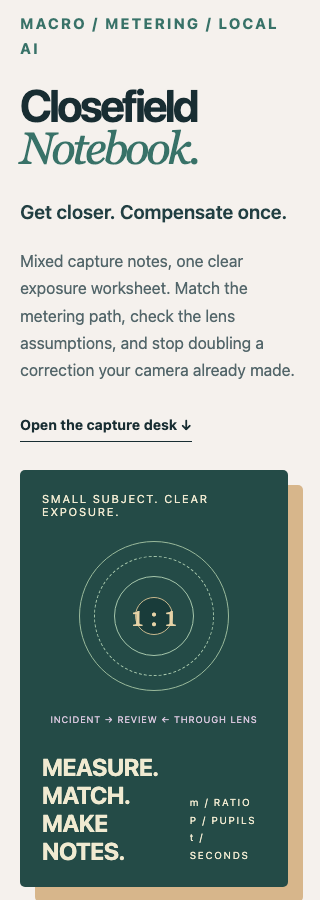 MACRO / METERING / LOCAL
AI
Closefield
Notebook.
Get closer. Compensate once.
Mixed capture notes, one clear
exposure worksheet. Match the
metering path, check the lens
assumptions, and stop doubling a
correction your camera already made.
Open the capture desk ↓
SMALL SUBJECT. CLEAR
EXPOSURE.
1 : 1
INCIDENT → REVIEW ← THROUGH LENS
MEASURE.
MATCH.
MAKE
NOTES.
m / RATIO
P / PUPILS
t /
SECONDS